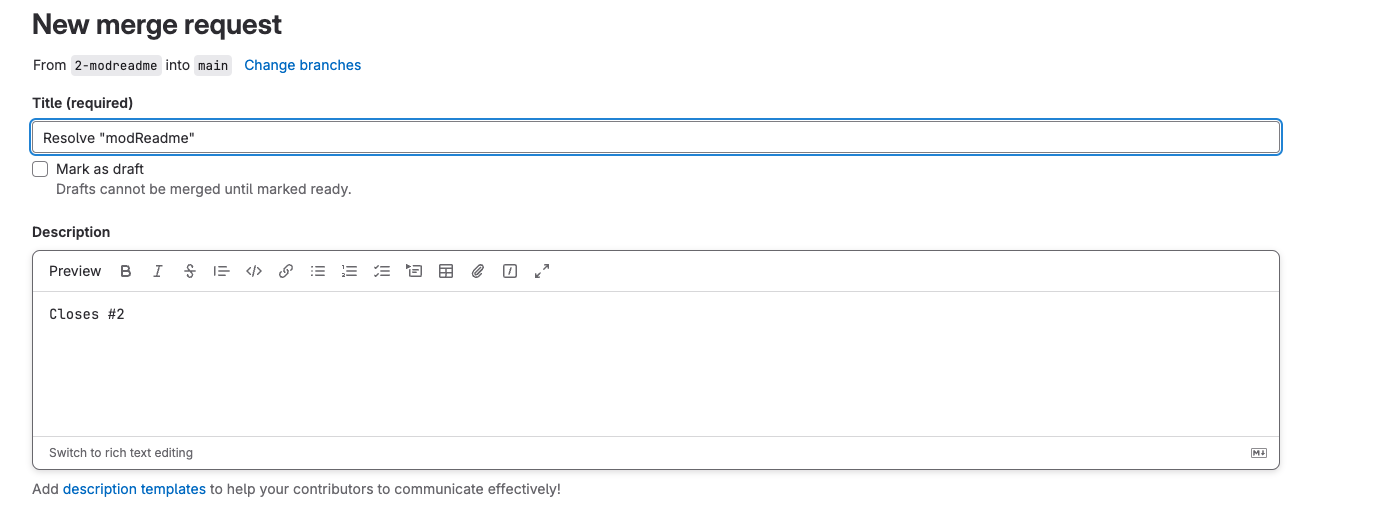 New merge request
From 2-modreadme into main Change branches
Title (required)
Resolve "modReadme"
Mark as draft
Drafts cannot be merged until marked ready.
Description
Preview
Closes #2
Switch to rich text editing
Add description templates to help your contributors to communicate effectively!